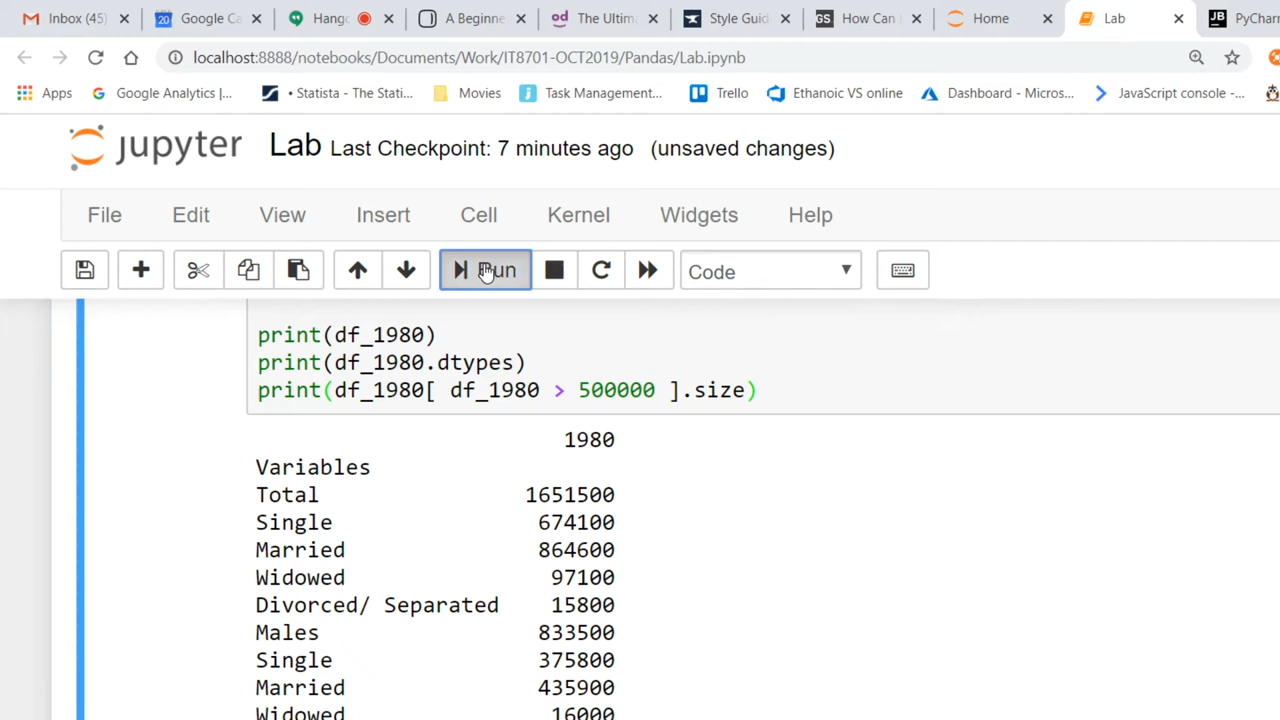 Inbox (45)
Google Ca
Hang
A Beginne
The Ultim
Style Guid
How Can I
Home
Lab
PyChar
localhost:8888/notebooks/Documents/Work/IT8701-OCT2019/Pandas/Lab.ipynb
Apps
Google Analytics |...
• Statista - The Stati...
Movies
Task Management...
Trello
Ethanoic VS online
Dashboard - Micros...
JavaScript console -...
jupyter Lab Last Checkpoint: 7 minutes ago (unsaved changes)
File Edit View Insert Cell Kernel Widgets Help
Run Code
print(df_1980)
print(df_1980.dtypes)
print(df_1980[ df_1980 > 500000 ].size)
1980
Variables
Total 1651500
Single 674100
Married 864600
Widowed 97100
Divorced/ Separated 15800
Males 833500
Single 375800
Married 435900
Widowed 16000